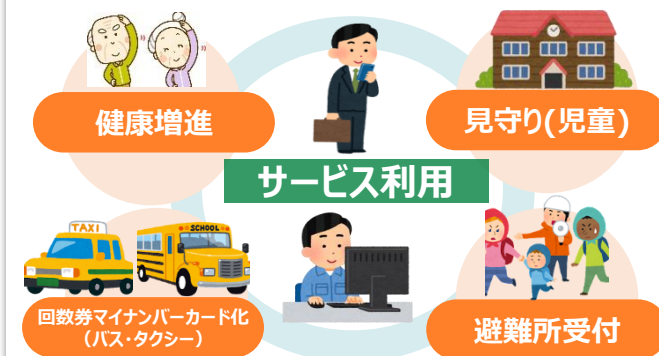 健康増進
見守り(児童)
サービス利用
TAXI
SCHOOL
回数券マイナンバーカード化
(バス・タクシー)
避難所受付